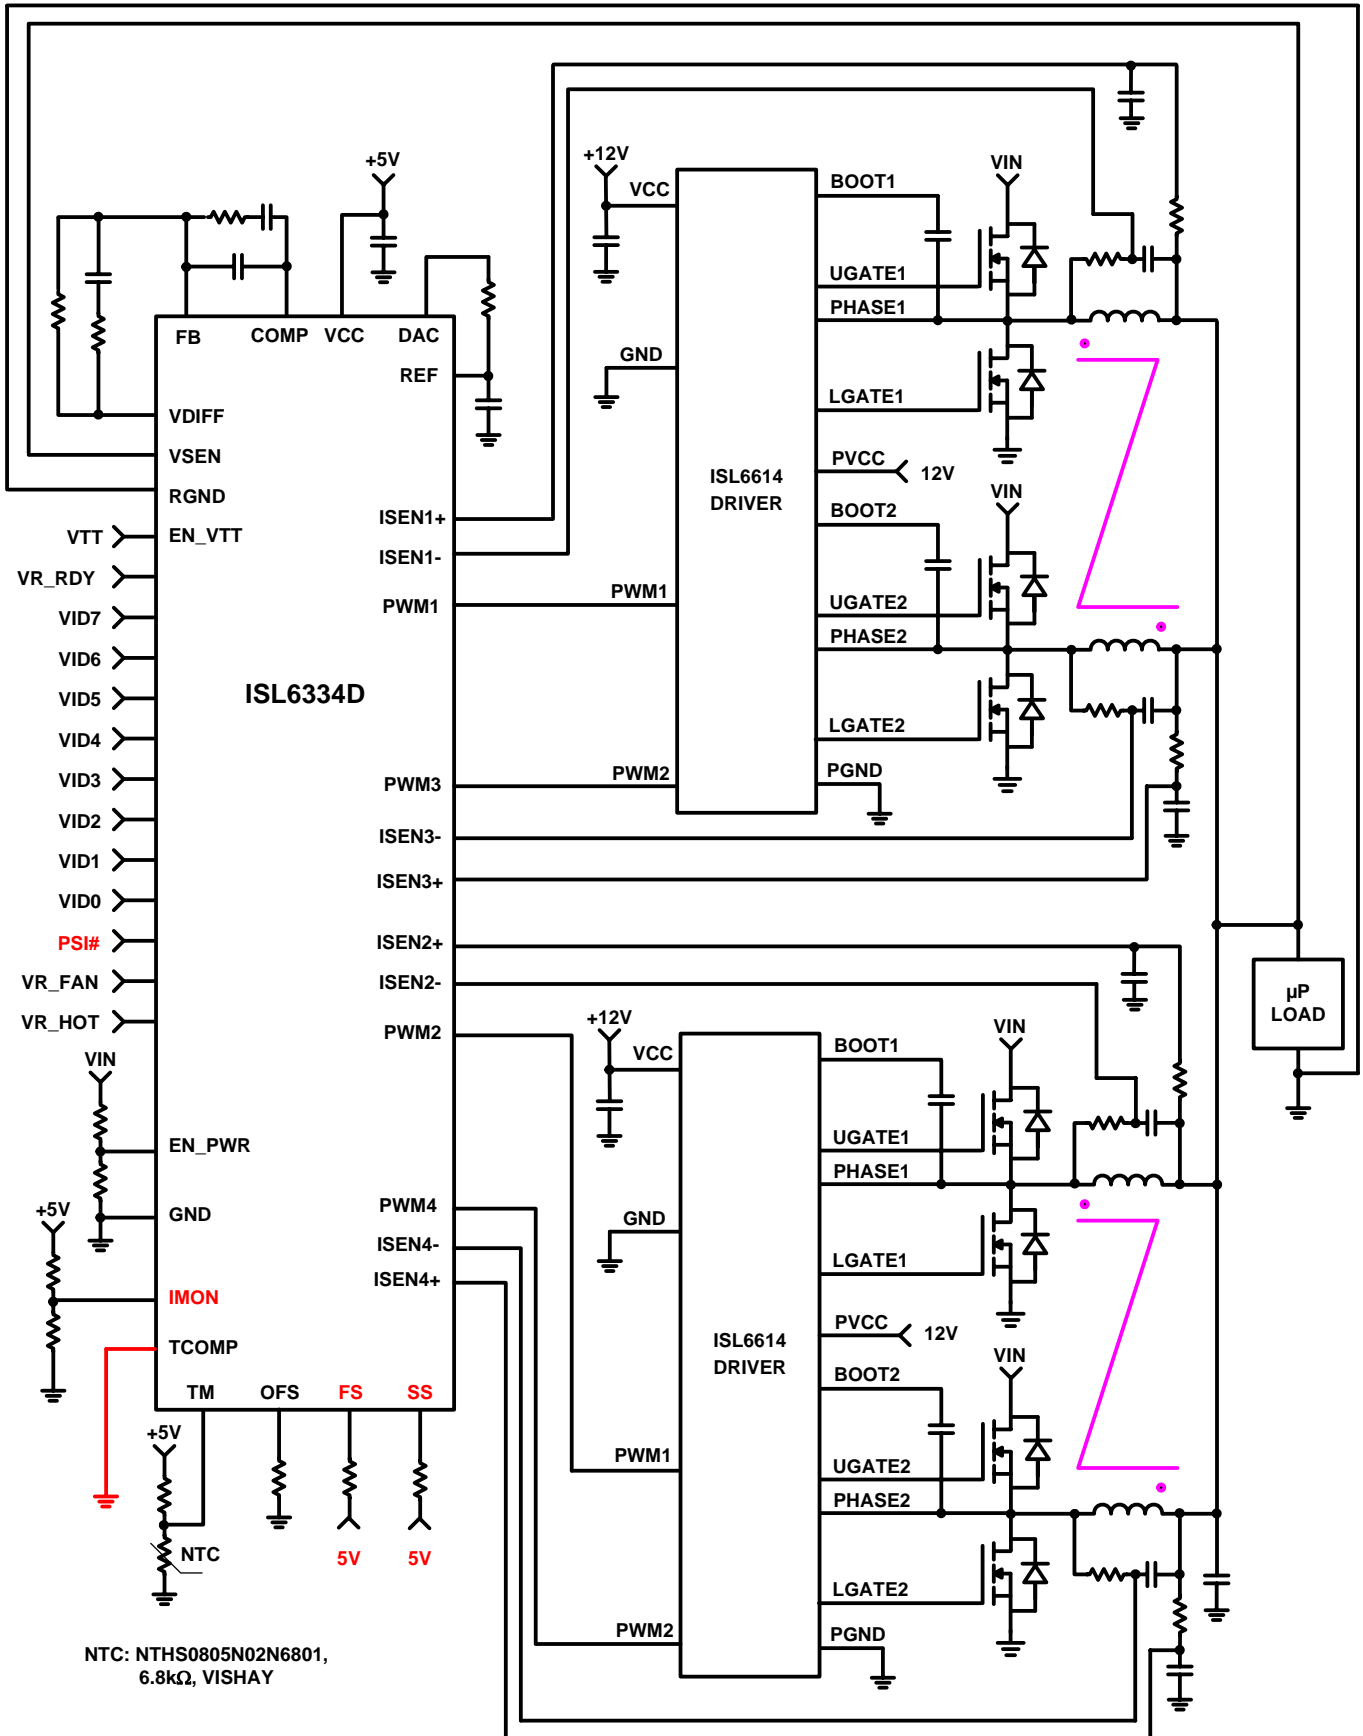 +5V
FB
COMP
VCC
DAC
REF
VDIFF
VSEN
RGND
VTT
EN_VTT
VR_RDY
VID7
VID6
VID5
VID4
VID3
VID2
VID1
VID0
PSI#
VR_FAN
VR_HOT
VIN
EN_PWR
GND
+5V
IMON
TCOMP
TM
OFS
FS
SS
+5V
NTC
5V
5V
NTC: NTHS0805N02N6801,
6.8kΩ, VISHAY
ISL6334D
ISEN1+
ISEN1-
PWM1
PWM3
ISEN3-
ISEN3+
ISEN2+
ISEN2-
PWM2
PWM4
ISEN4-
ISEN4+
+12V
VCC
GND
PWM1
PWM2
ISL6614
DRIVER
BOOT1
UGATE1
PHASE1
LGATE1
PVCC
12V
BOOT2
UGATE2
PHASE2
LGATE2
PGND
VIN
VIN
+12V
VCC
GND
PWM1
PWM2
ISL6614
DRIVER
BOOT1
UGATE1
PHASE1
LGATE1
PVCC
12V
BOOT2
UGATE2
PHASE2
LGATE2
PGND
VIN
VIN
µP
LOAD